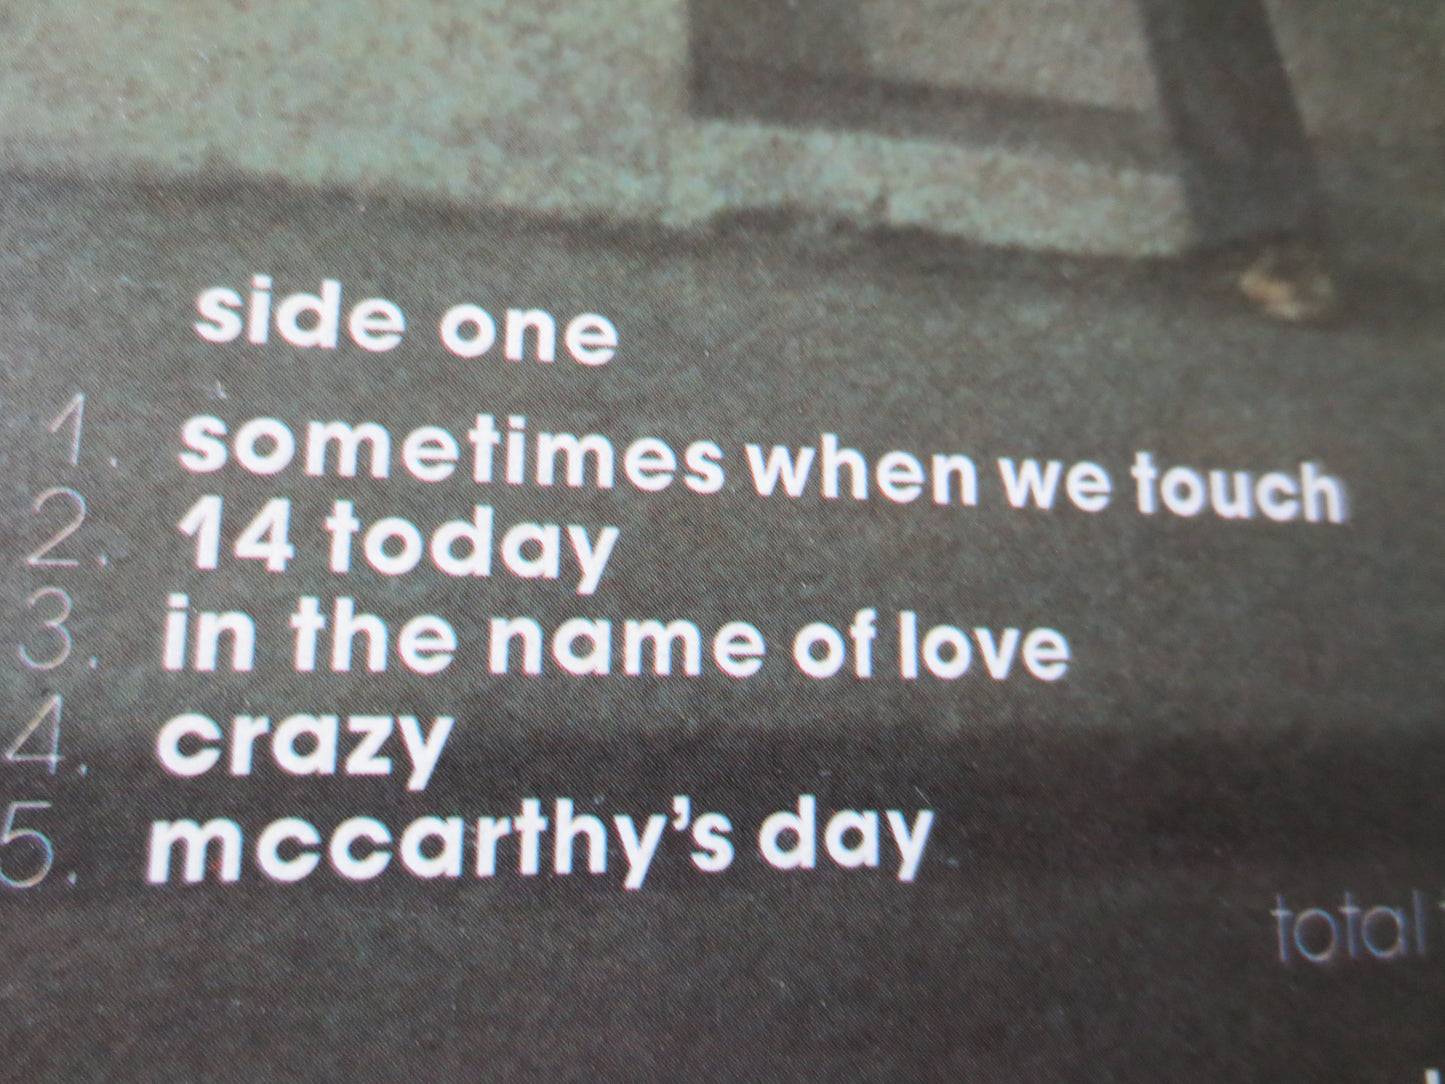 side one
1. sometimes when we touch
2. 14 today
3. in the name of love
4. crazy
5. mccarthy's day
total